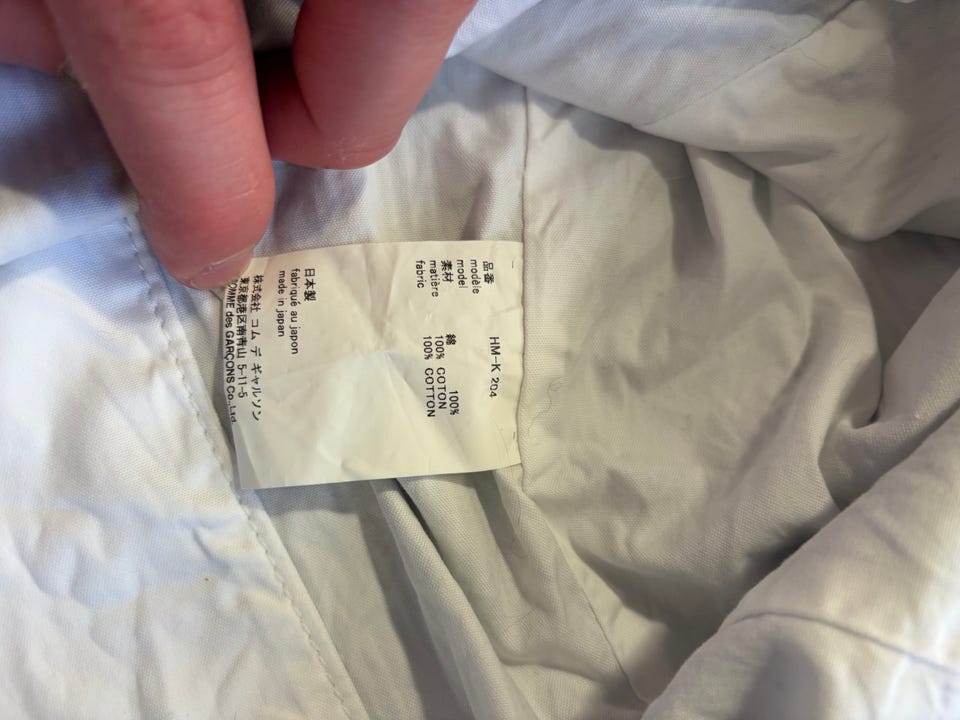 品番 HM-K 204
modèle
model
素材 綿 100%
matière 100% COTON
fabric 100% COTTON
日本製
fabriqué au japon
made in japan
株式会社 コム デ ギャルソン
東京都港区南青山 5-11-5
COMME des GARÇONS Co.,Ltd.